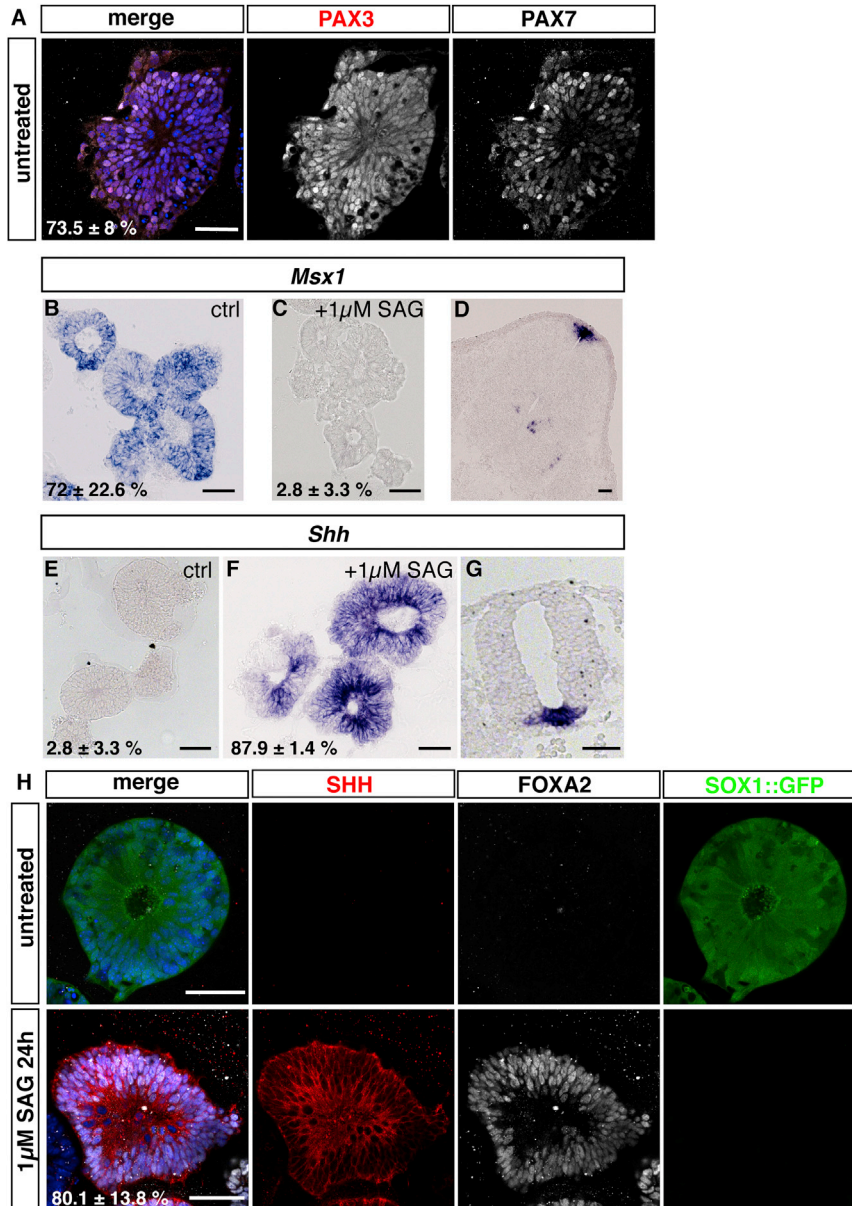 A merge PAX3 PAX7
untreated
73.5 ± 8 %
Msx1
B ctrl C +1µM SAG D
72 ± 22.6 % 2.8 ± 3.3 %
Shh
E ctrl F +1µM SAG G
2.8 ± 3.3 % 87.9 ± 1.4 %
H merge SHH FOXA2 SOX1::GFP
untreated
1µM SAG 24h
80.1 ± 13.8 %